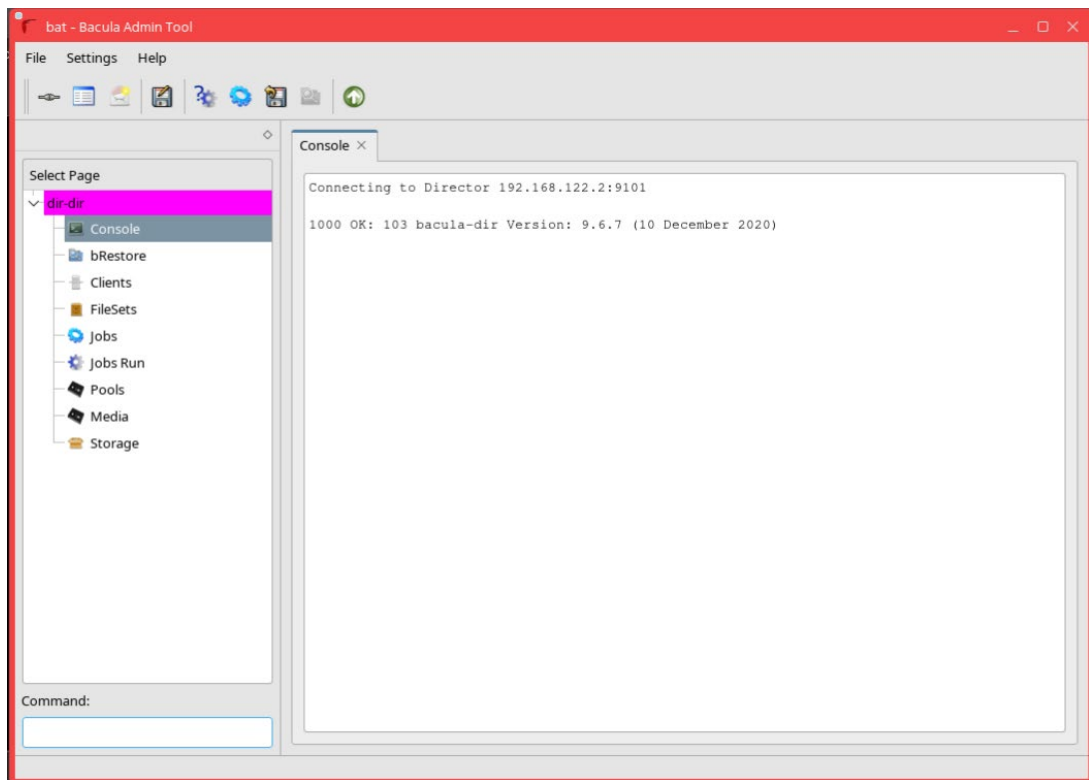 bat - Bacula Admin Tool
File Settings Help
Console
Select Page
dir-dir
Console
bRestore
Clients
FileSets
Jobs
Jobs Run
Pools
Media
Storage
Command:
Connecting to Director 192.168.122.2:9101
1000 OK: 103 bacula-dir Version: 9.6.7 (10 December 2020)